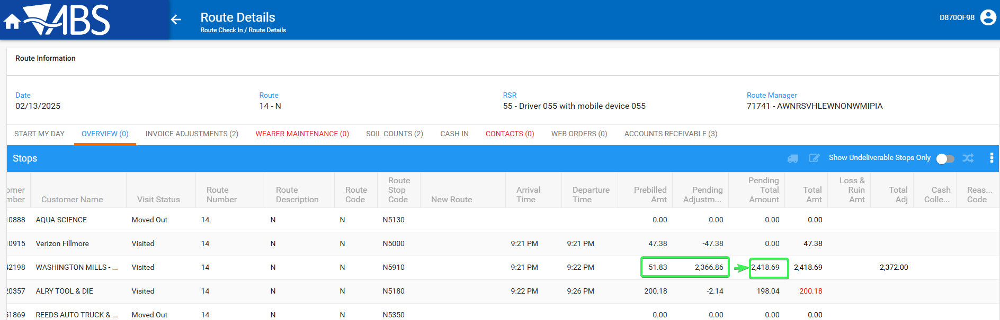 ABS
Route Details
Route Check In / Route Details
D870OF98
Route Information
Date
02/13/2025
Route
14 - N
RSR
55 - Driver 055 with mobile device 055
Route Manager
71741 - AWNRSVHLEWNONWMIPIA
START MY DAY OVERVIEW (0) INVOICE ADJUSTMENTS (2) WEARER MAINTENANCE (0) SOIL COUNTS (2) CASH IN CONTACTS (0) WEB ORDERS (0) ACCOUNTS RECEIVABLE (3)
Stops Show Undeliverable Stops Only
omer
mber
Customer Name
Visit Status
Route
Number
Route
Description
Route
Code
Route
Stop
Code
New Route
Arrival
Time
Departure
Time
Prebilled
Amt
Pending
Adjustm...
Pending
Total
Amount
Total
Amt
Loss &
Ruin
Amt
Total
Adj
Cash
Colle...
Reas...
Code
10888 AQUA SCIENCE Moved Out 14 N N N5130 0.00 0.00 0.00 0.00
10915 Verizon Fillmore Visited 14 N N N5000 9:21 PM 9:21 PM 47.38 -47.38 0.00 47.38
42198 WASHINGTON MILLS - ... Visited 14 N N N5910 9:21 PM 9:22 PM 51.83 2,366.86 2,418.69 2,418.69 2,372.00
20357 ALRY TOOL & DIE Visited 14 N N N5180 9:22 PM 9:26 PM 200.18 -2.14 198.04 200.18
51869 REEDS AUTO TRUCK & ... Moved Out 14 N N N5350 0.00 0.00 0.00 0.00